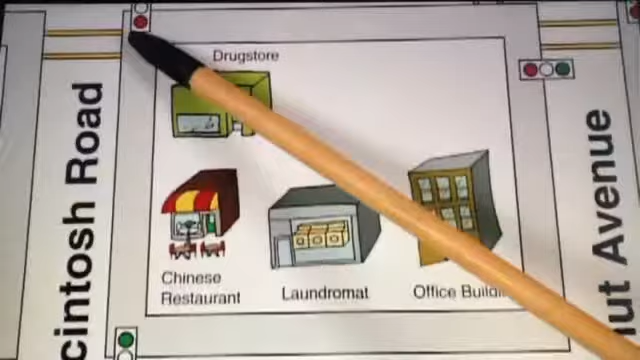 Drugstore
cintosh Road
ut Avenue
Chinese
Restaurant
Laundromat
Office Buildi